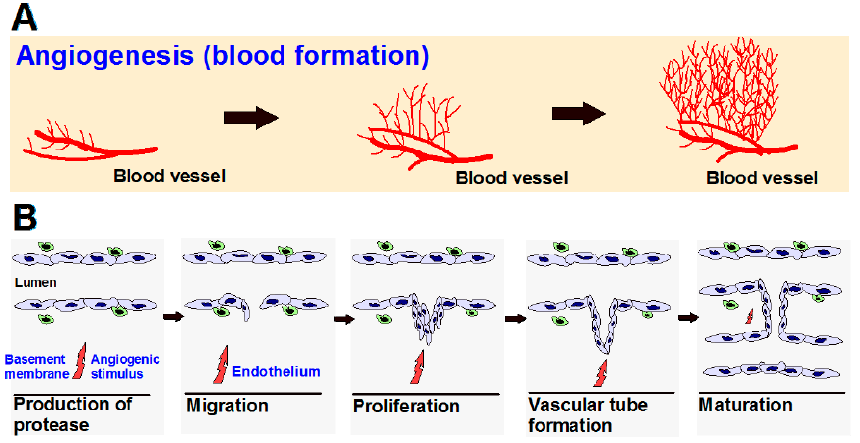 A
Angiogenesis (blood formation)
Blood vessel
Blood vessel
Blood vessel
B
Lumen
Basement
membrane
Angiogenic
stimulus
Endothelium
Production of
protease
Migration
Proliferation
Vascular tube
formation
Maturation